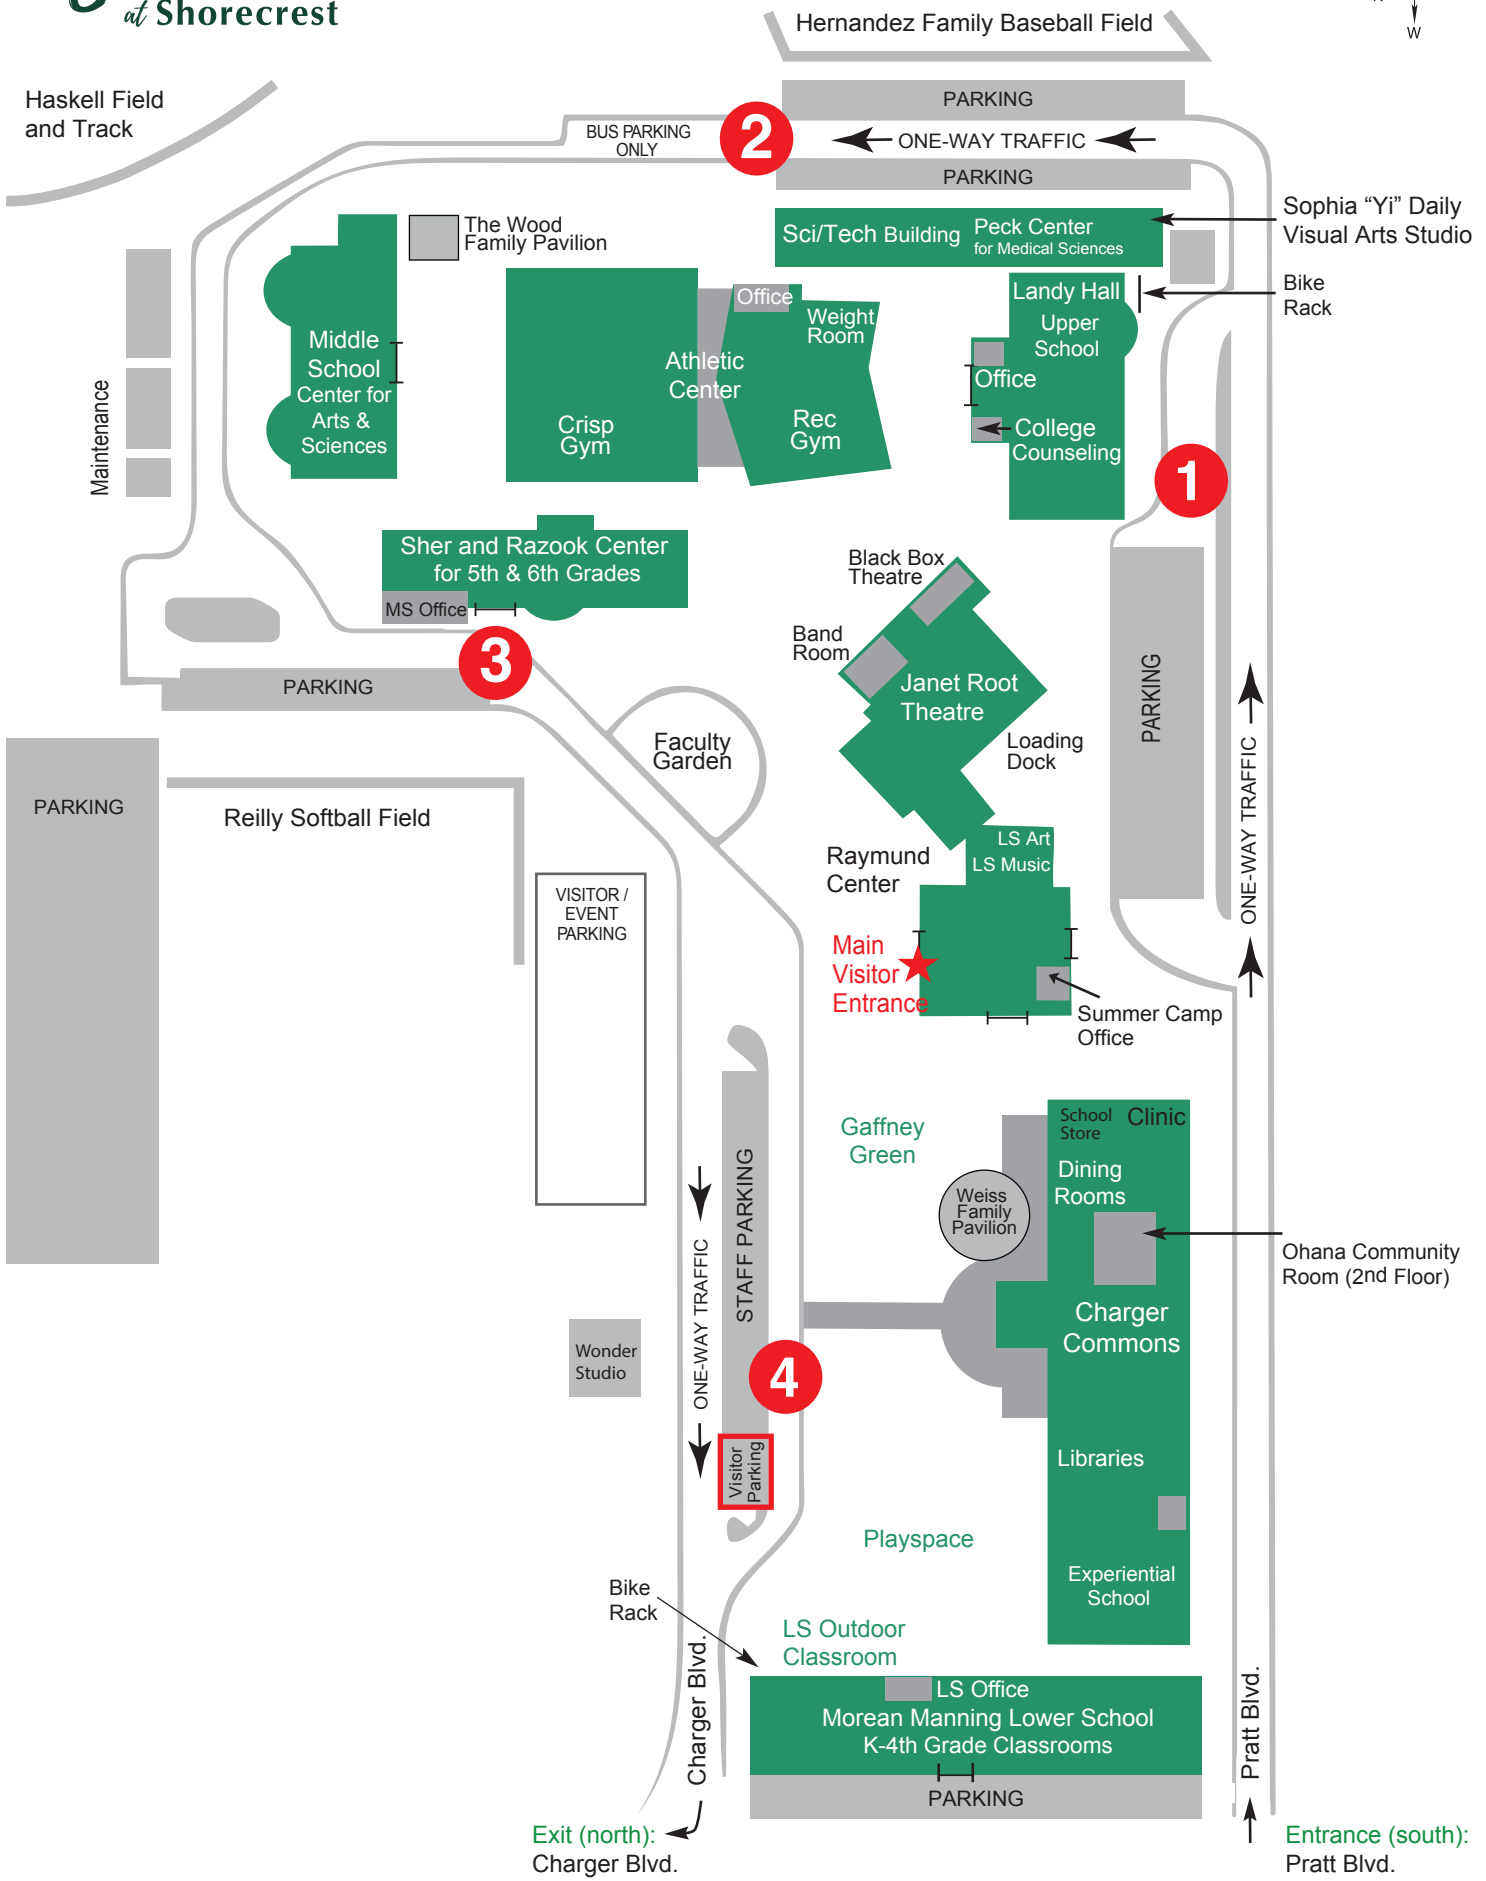 at Shorecrest
Hernandez Family Baseball Field
W
Haskell Field
and Track
PARKING
BUS PARKING
ONLY
2
ONE-WAY TRAFFIC
PARKING
Sophia “Yi” Daily
Visual Arts Studio
The Wood
Family Pavilion
Sci/Tech Building
Peck Center
for Medical Sciences
Bike
Rack
Landy Hall
Upper
School
Office
College
Counseling
Office
Weight
Room
Athletic
Center
Crisp
Gym
Rec
Gym
Middle
School
Center for
Arts &
Sciences
Maintenance
1
Sher and Razook Center
for 5th & 6th Grades
MS Office
3
PARKING
Black Box
Theatre
Band
Room
Janet Root
Theatre
Loading
Dock
PARKING
ONE-WAY TRAFFIC
Faculty
Garden
PARKING
Reilly Softball Field
VISITOR /
EVENT
PARKING
Raymund
Center
LS Art
LS Music
Main
Visitor
Entrance
Summer Camp
Office
Gaffney
Green
School
Store
Clinic
Dining
Rooms
Weiss
Family
Pavilion
Ohana Community
Room (2nd Floor)
STAFF PARKING
ONE-WAY TRAFFIC
Charger
Commons
Wonder
Studio
4
Visitor
Parking
Libraries
Playspace
Experiential
School
Bike
Rack
LS Outdoor
Classroom
Charger Blvd.
LS Office
Morean Manning Lower School
K-4th Grade Classrooms
PARKING
Pratt Blvd.
Exit (north):
Charger Blvd.
Entrance (south):
Pratt Blvd.